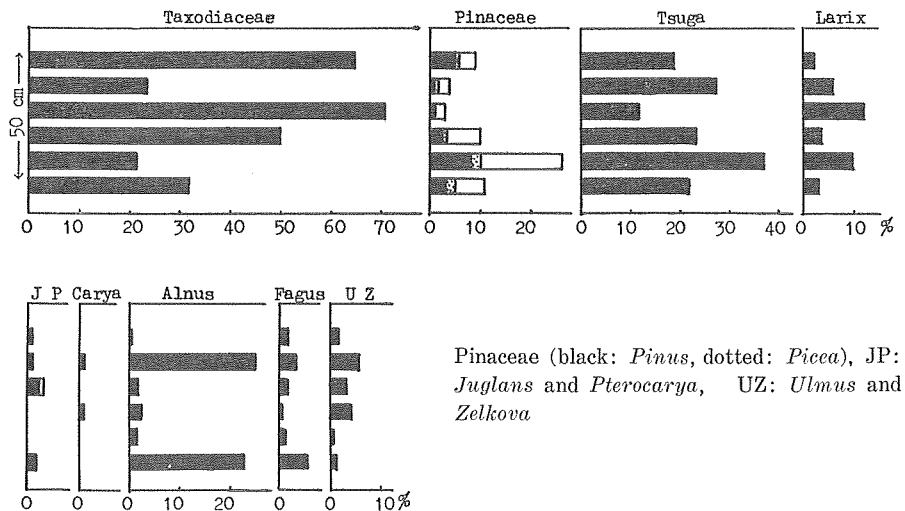 Taxodiaceae Pinaceae Tsuga Larix
50 cm
0 10 20 30 40 50 60 70 0 10 20 0 10 20 30 40 0 10 %
J P Carya Alnus Fagus U Z
Pinaceae (black: Pinus, dotted: Picea), JP:
Juglans and Pterocarya, UZ: Ulmus and
Zelkova
0 0 0 10 20 0 0 10%